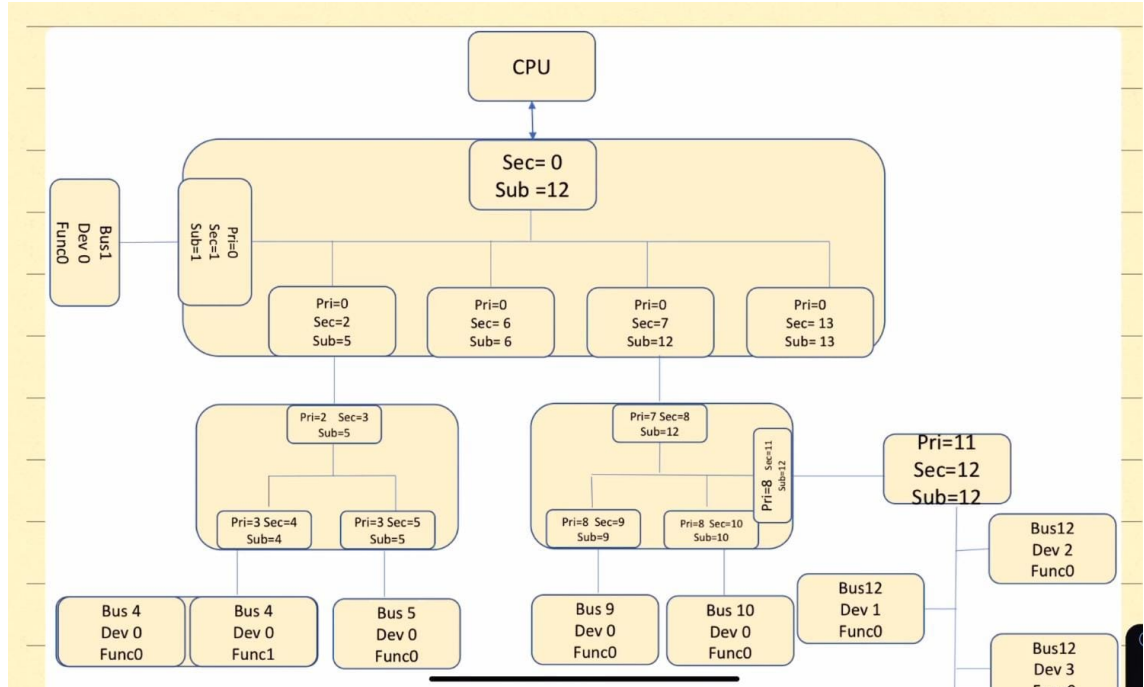 CPU
Sec= 0
Sub =12
Bus1
Dev 0
Func0
Pri=0
Sec=1
Sub=1
Pri=0
Sec=2
Sub=5
Pri=0
Sec= 6
Sub= 6
Pri=0
Sec=7
Sub=12
Pri=0
Sec= 13
Sub= 13
Pri=2 Sec=3
Sub=5
Pri=7 Sec=8
Sub=12
Pri=8 Sec=11
Sub=12
Pri=11
Sec=12
Sub=12
Pri=3 Sec=4
Sub=4
Pri=3 Sec=5
Sub=5
Pri=8 Sec=9
Sub=9
Pri=8 Sec=10
Sub=10
Bus12
Dev 2
Func0
Bus 4
Dev 0
Func0
Bus 4
Dev 0
Func1
Bus 5
Dev 0
Func0
Bus 9
Dev 0
Func0
Bus 10
Dev 0
Func0
Bus12
Dev 1
Func0
Bus12
Dev 3